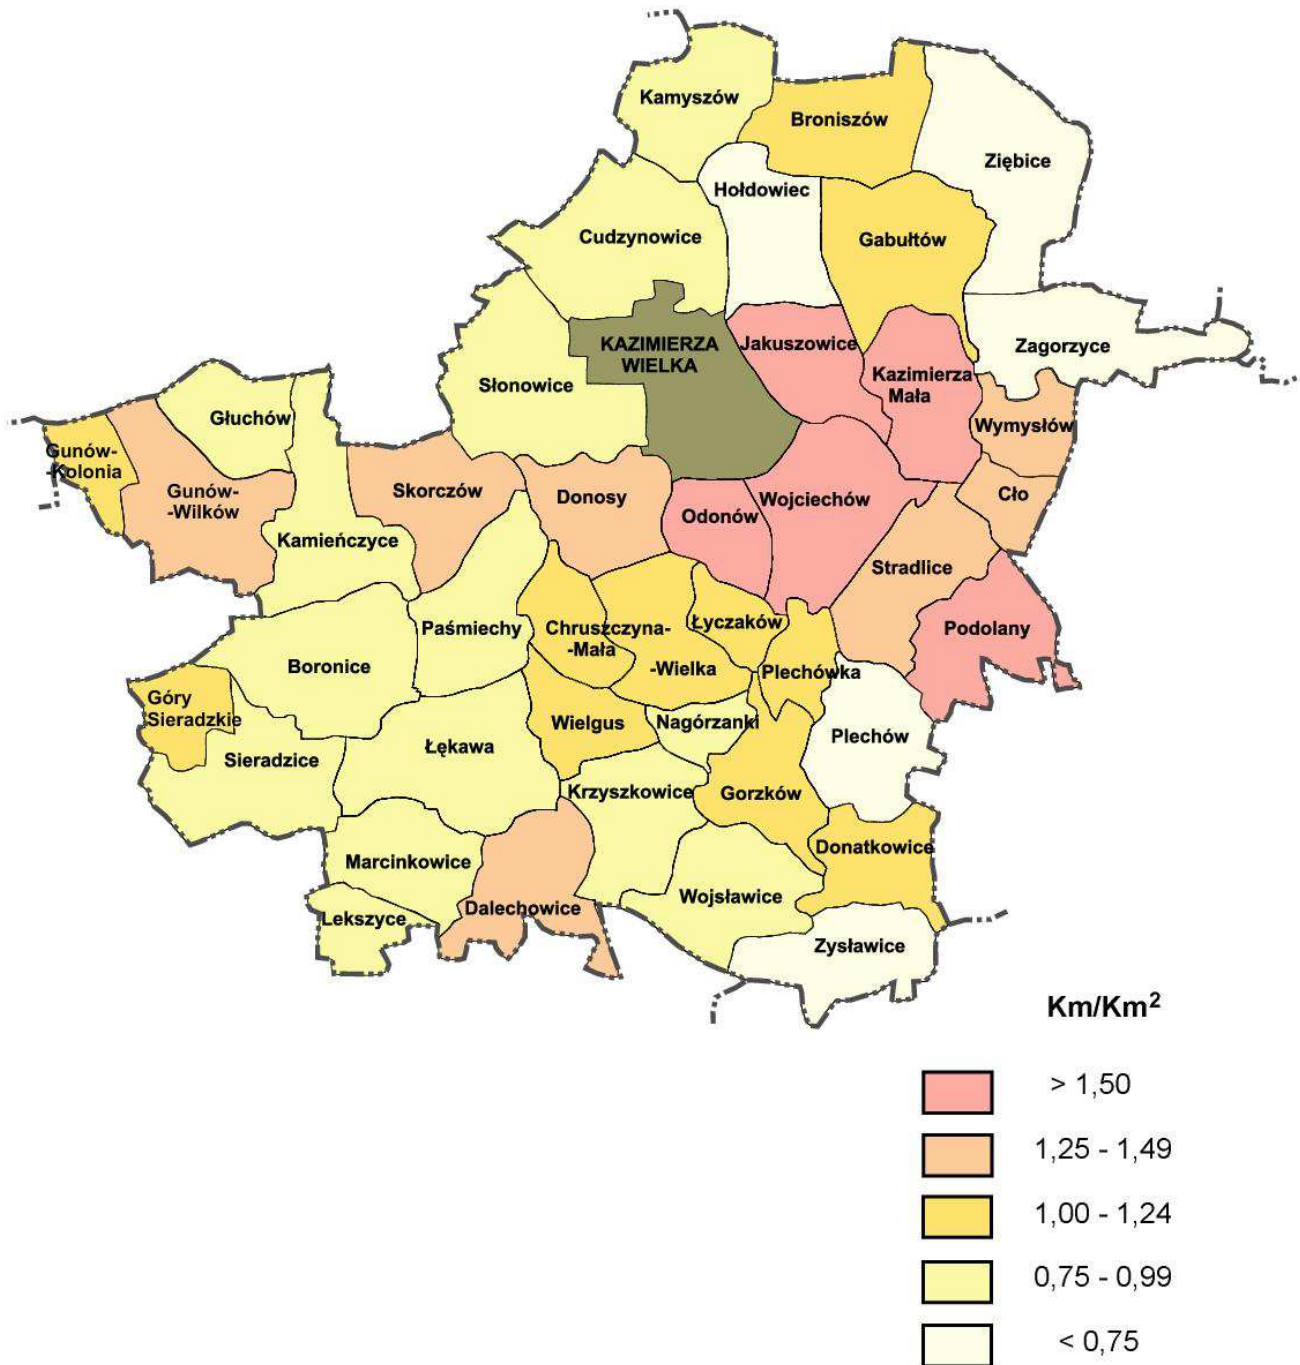 Kamyszów
Broniszów
Ziębice
Hołdowiec
Cudzynowice
Gabułtów
KAZIMIERZA
WIELKA
Jakuszowice
Zagorzyce
Kazimierza
Mała
Słonowice
Głuchów
Wymysłów
Gunów-
-Kolonia
Gunów-
-Wilków
Skorczów
Donosy
Wojciechów
Cło
Odonów
Kamieńczyce
Stradlice
Paśmiechy
Chruszczyna-
-Mała
Łyczaków
Podolany
Boronice
-Wielka
Plechówka
Góry
Sieradzkie
Wielgus
Nagórzanki
Plechów
Sieradzice
Łękawa
Krzyszkowice
Gorzków
Donatkowice
Marcinkowice
Wojsławice
Lekszyce
Dalechowice
Zysławice
Km/Km²
> 1,50
1,25 - 1,49
1,00 - 1,24
0,75 - 0,99
< 0,75